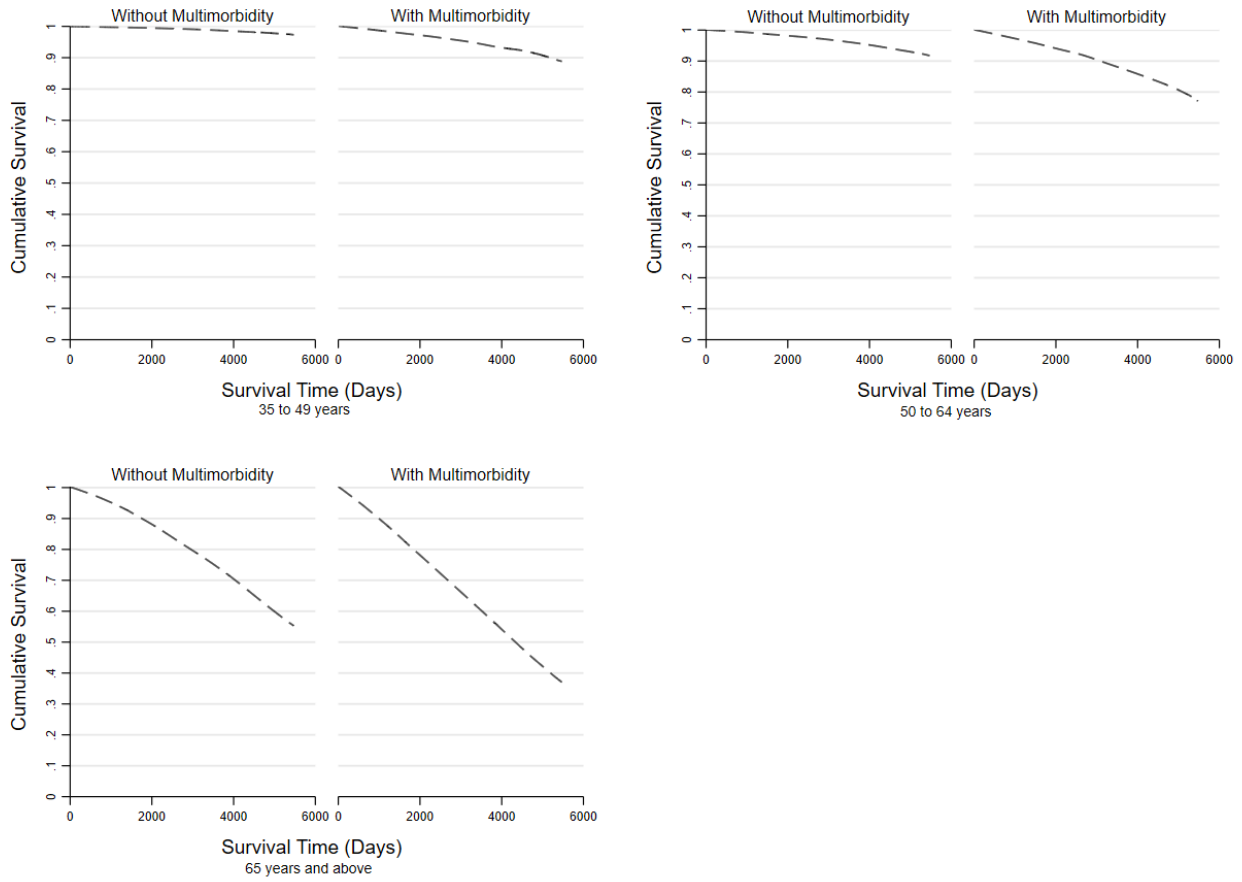 Without Multimorbidity
With Multimorbidity
Cumulative Survival
1
.9
.8
.7
.6
.5
.4
.3
.2
.1
0
0 2000 4000 6000 0 2000 4000 6000
Survival Time (Days)
35 to 49 years
Without Multimorbidity
With Multimorbidity
Cumulative Survival
1
.9
.8
.7
.6
.5
.4
.3
.2
.1
0
0 2000 4000 6000 0 2000 4000 6000
Survival Time (Days)
50 to 64 years
Without Multimorbidity
With Multimorbidity
Cumulative Survival
1
.9
.8
.7
.6
.5
.4
.3
.2
.1
0
0 2000 4000 6000 0 2000 4000 6000
Survival Time (Days)
65 years and above